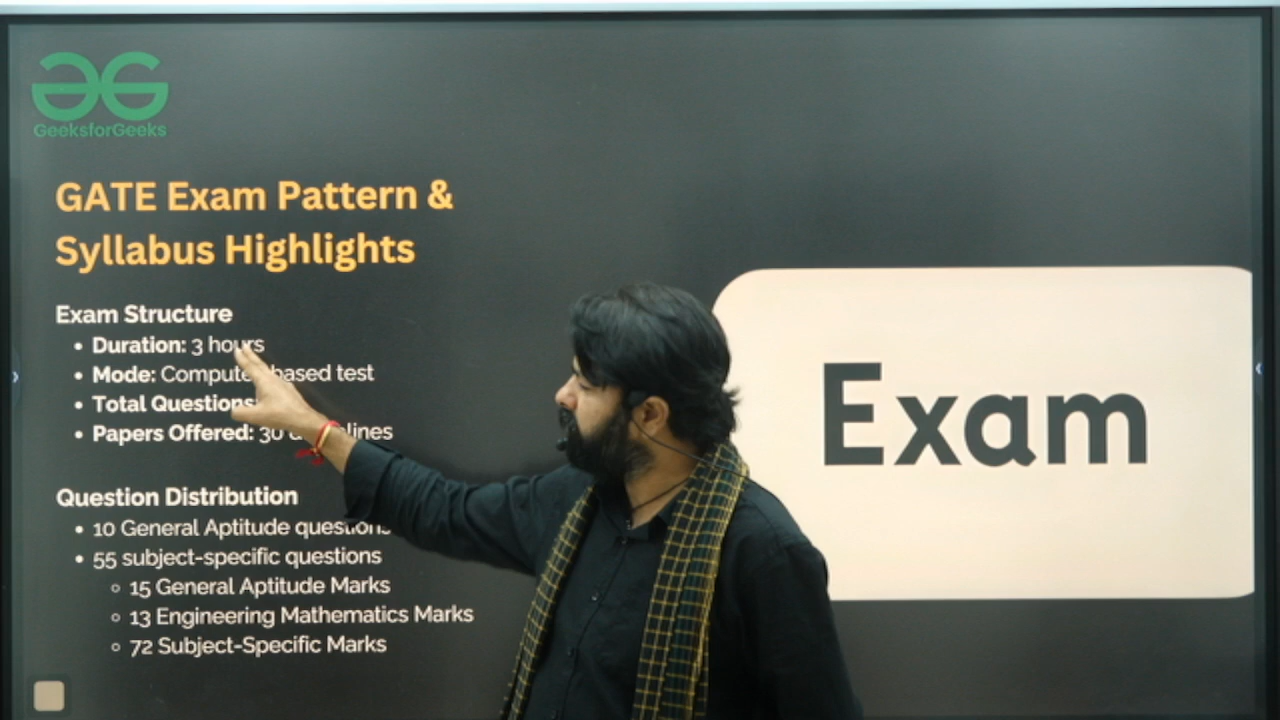 GeeksforGeeks
GATE Exam Pattern &
Syllabus Highlights
Exam Structure
Duration: 3 hours
Mode: Computer based test
Total Questions:
Papers Offered: 30
Question Distribution
10 General Aptitude questions
55 subject-specific questions
15 General Aptitude Marks
13 Engineering Mathematics Marks
72 Subject-Specific Marks
Exam